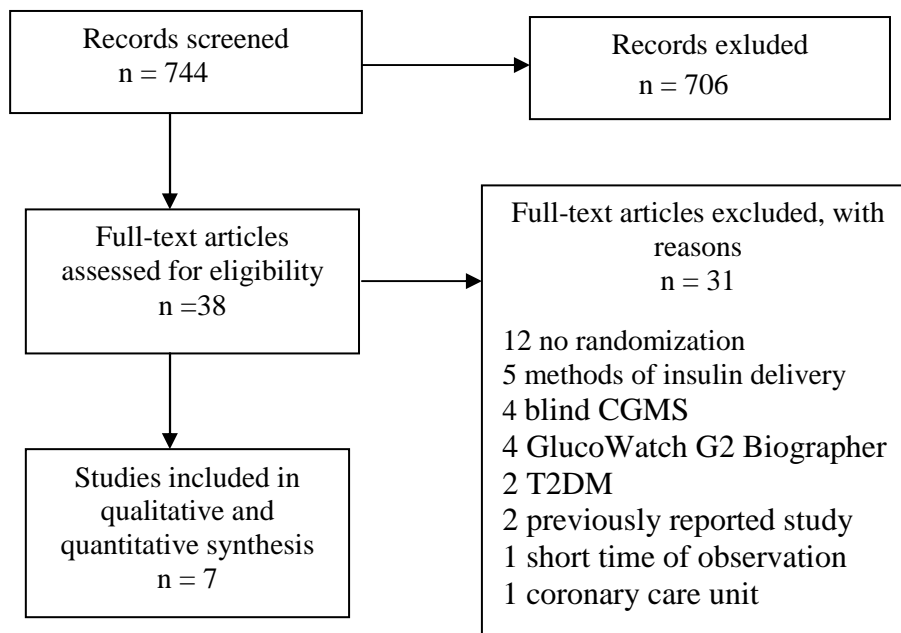 Records screened
n = 744
Records exluded
n = 706
Full-text articles
assessed for eligibility
n =38
Full-text articles excluded, with
reasons
n = 31
12 no randomization
5 methods of insulin delivery
4 blind CGMS
4 GlucoWatch G2 Biographer
2 T2DM
2 previously reported study
1 short time of observation
1 coronary care unit
Studies included in
qualitative and
quantitative synthesis
n = 7